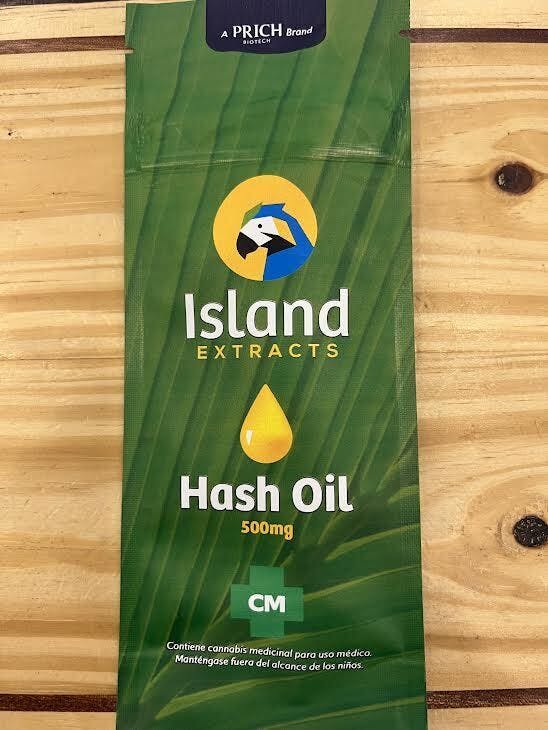 A PRICH Brand
BIOTECH
Island
EXTRACTS
Hash Oil
500mg
CM
Contiene cannabis medicinal para uso médico.
Manténgase fuera del alcance de los niños.